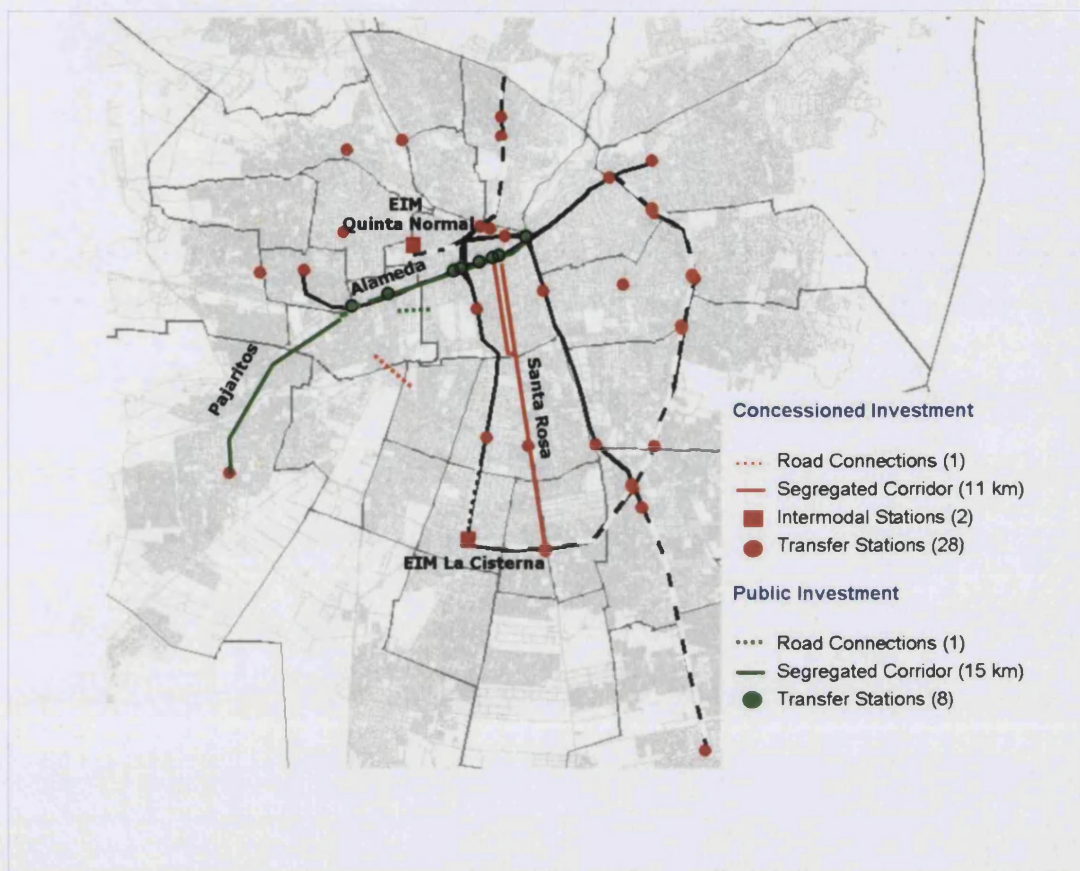 EIM
Quinta Normal
Alameda
Pajaritos
Santa Rosa
EIM La Cisterna
Concessioned Investment
Road Connections (1)
Segregated Corridor (11 km)
Intermodal Stations (2)
Transfer Stations (28)
Public Investment
Road Connections (1)
Segregated Corridor (15 km)
Transfer Stations (8)